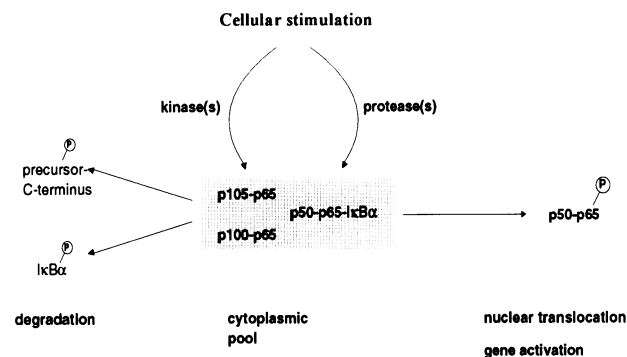 Cellular stimulation
kinase(s)
protease(s)
P
precursor-
C-terminus
p105-p65
p50-p65-IκBα
p100-p65
P
p50-p65
P
IκBα
degradation
cytoplasmic
pool
nuclear translocation
gene activation